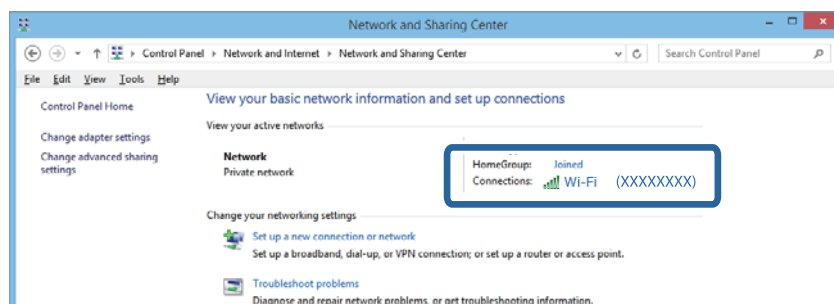 Network and Sharing Center
Control Panel Network and Internet Network and Sharing Center Search Control Panel
File Edit View Tools Help
Control Panel Home
Change adapter settings
Change advanced sharing
settings
View your basic network information and set up connections
View your active networks
Network
Private network
HomeGroup: Joined
Connections: Wi-Fi (XXXXXXXX)
Change your networking settings
Set up a new connection or network
Set up a broadband, dial-up, or VPN connection; or set up a router or access point.
Troubleshoot problems
Diagnose and repair network problems, or get troubleshooting information.